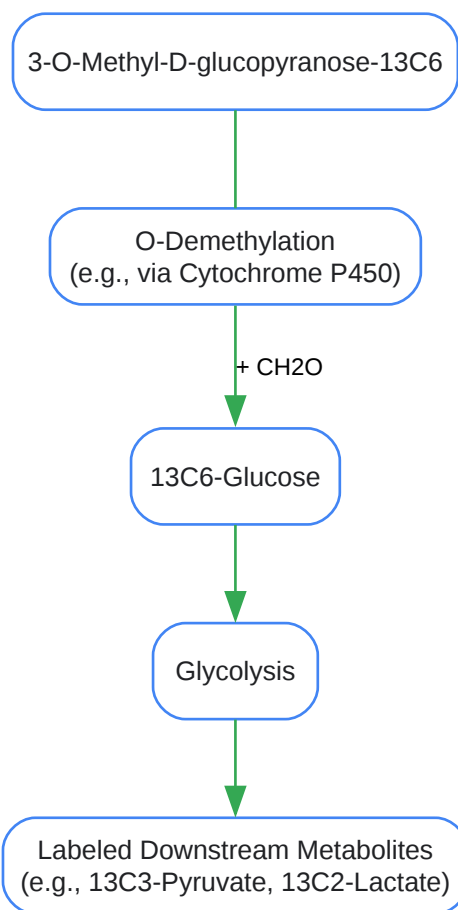 3-O-Methyl-D-glucopyranose-13C6
O-Demethylation
(e.g., via Cytochrome P450)
+ CH2O
13C6-Glucose
Glycolysis
Labeled Downstream Metabolites
(e.g., 13C3-Pyruvate, 13C2-Lactate)